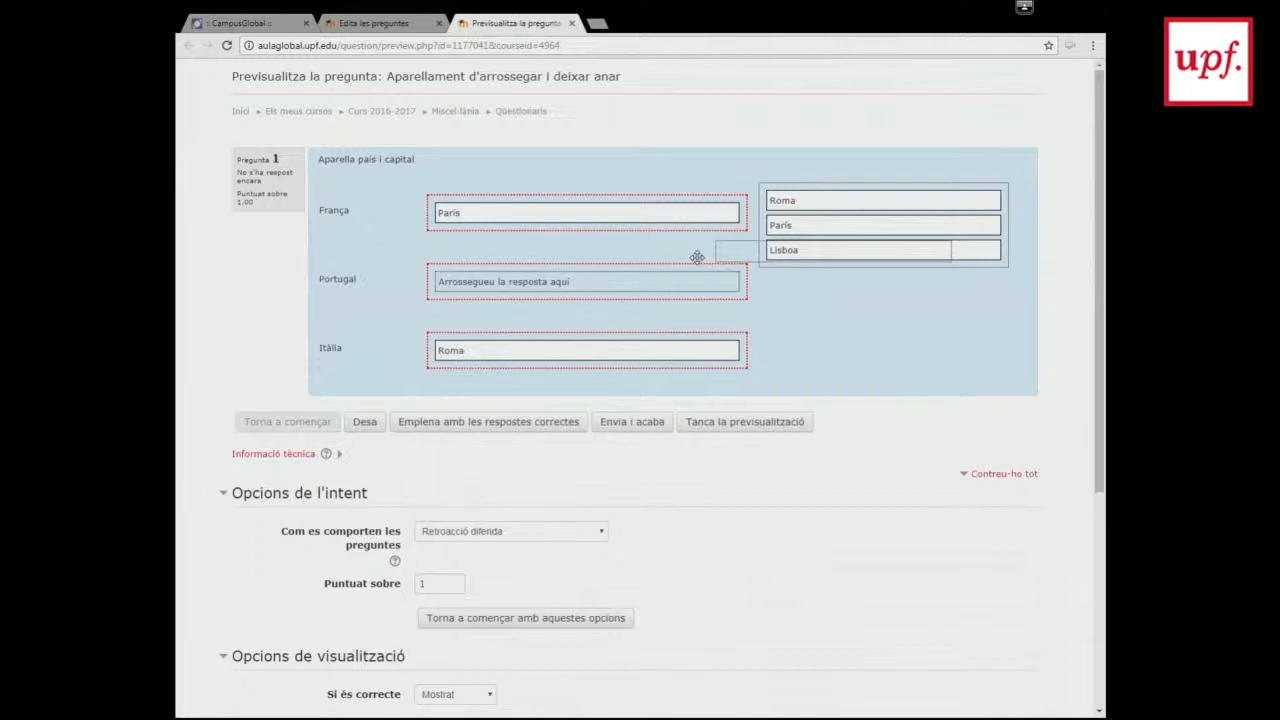 :: CampusGlobal ::
Edita les preguntes
Previsualitza la pregunta:
aulaglobal.upf.edu/question/preview.php?id=1177041&courseid=4964
upf.
Previsualitza la pregunta: Aparellament d'arrossegar i deixar anar
Inici ► Els meus cursos ► Curs 2016-2017 ► Miscel·lània ► Qüestionaris
Pregunta 1
No s'ha respost
encara
Puntuat sobre
1,00
Aparella país i capital
França
París
Roma
París
Lisboa
Portugal
Arrossegueu la resposta aquí
Itàlia
Roma
Torna a començar
Desa
Emplena amb les respostes correctes
Envia i acaba
Tanca la previsualització
Informació tècnica
Contreu-ho tot
Opcions de l'intent
Com es comporten les
preguntes
Retroacció diferida
Puntuat sobre
1
Torna a començar amb aquestes opcions
Opcions de visualització
Si és correcte
Mostrat